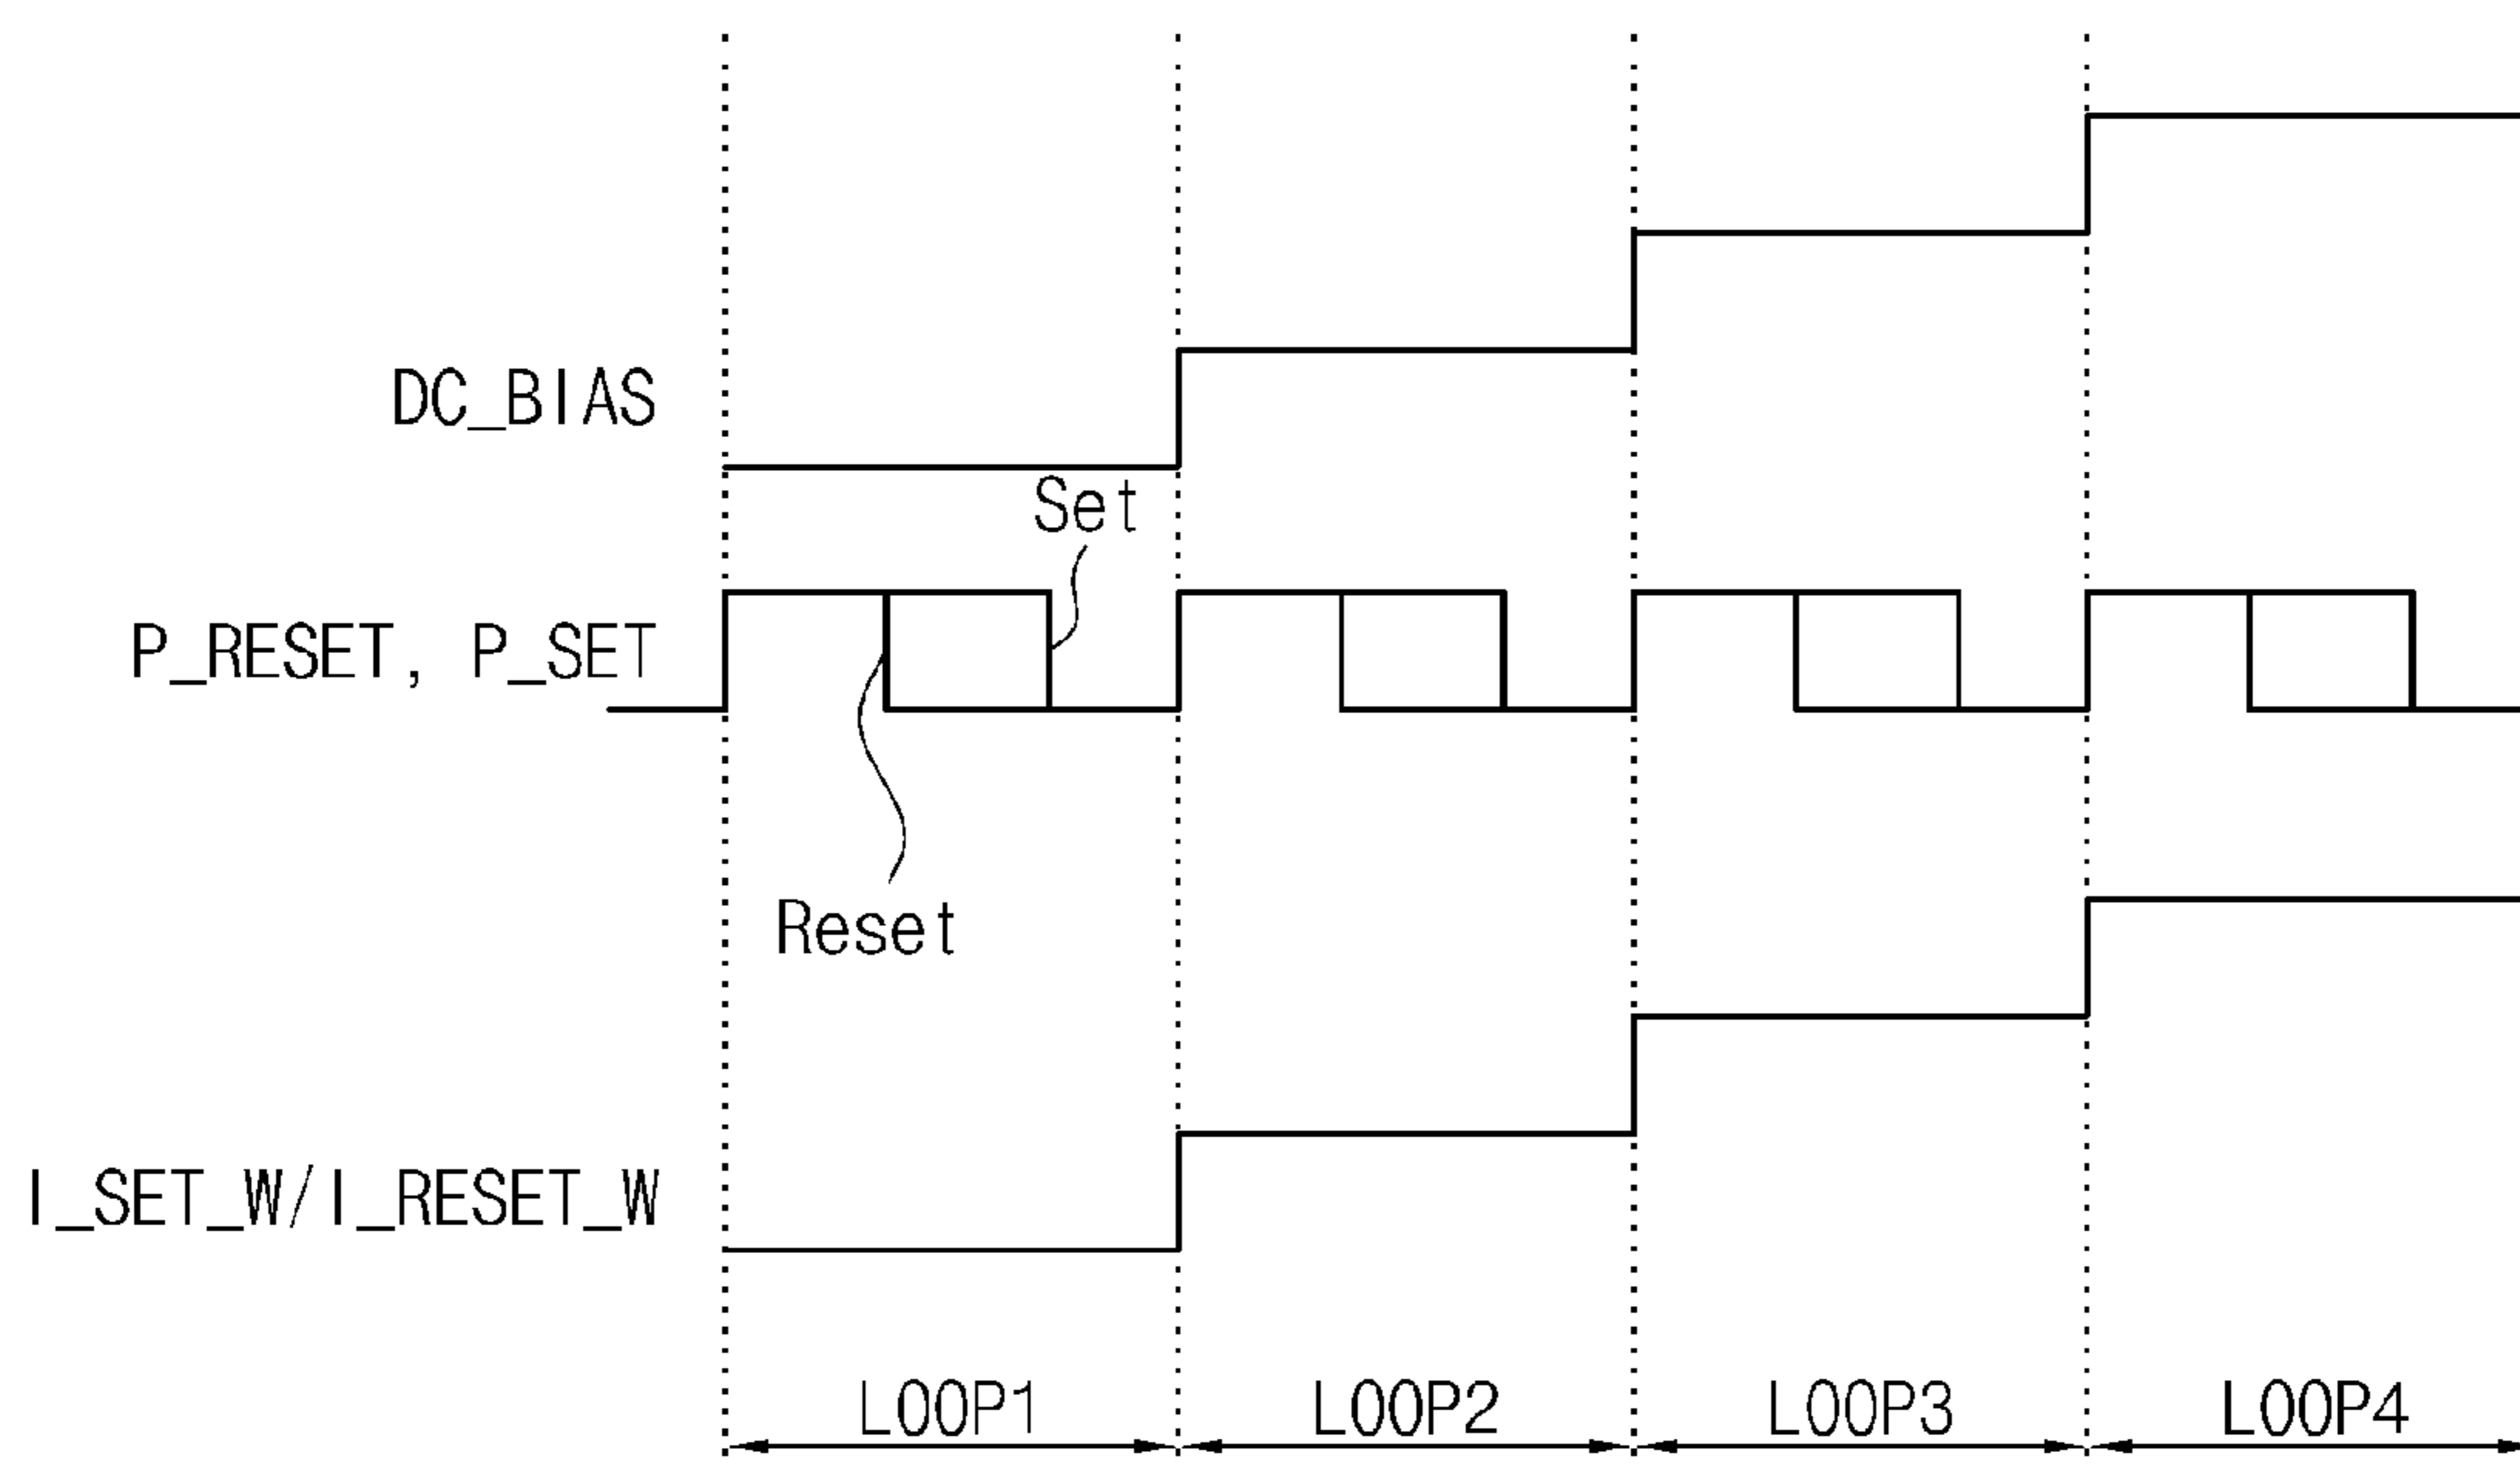 DC_BIAS
Set
P_RESET, P_SET
Reset
I_SET_W/I_RESET_W
LOOP1 LOOP2 LOOP3 LOOP4